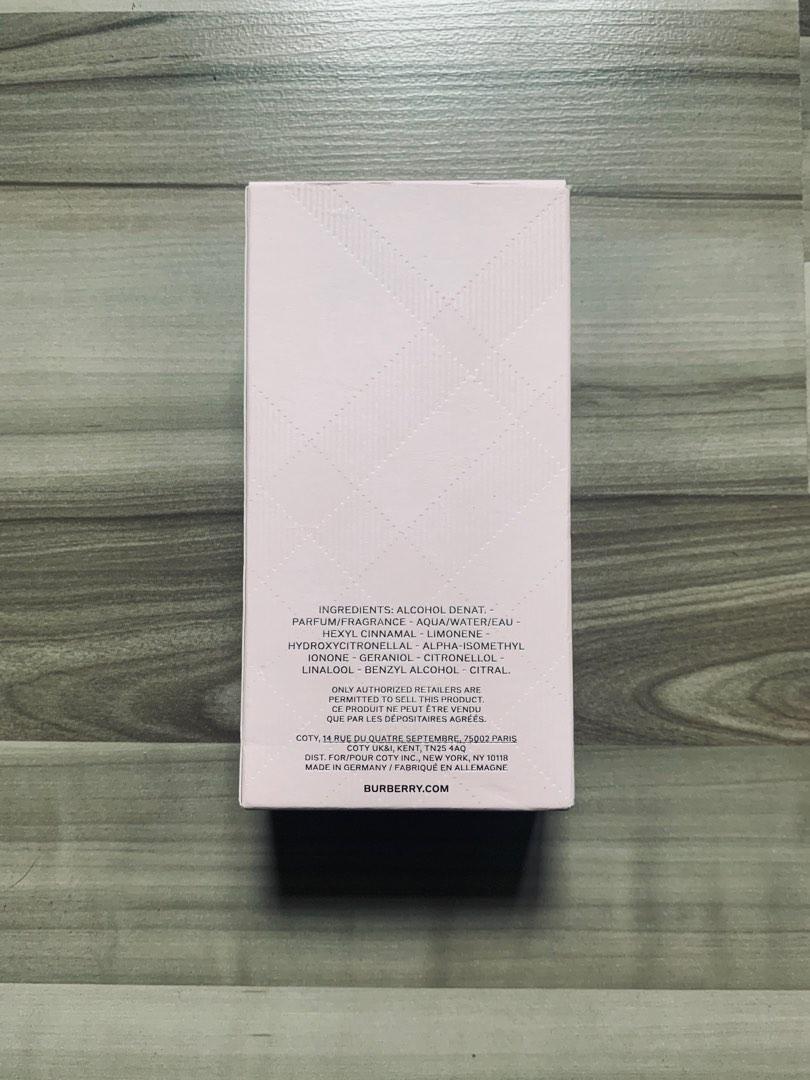 INGREDIENTS: ALCOHOL DENAT. -
PARFUM/FRAGRANCE - AQUA/WATER/EAU -
HEXYL CINNAMAL - LIMONENE -
HYDROXYCITRONELLAL - ALPHA-ISOMETHYL
IONONE - GERANIOL - CITRONELLOL -
LINALOOL - BENZYL ALCOHOL - CITRAL.
ONLY AUTHORIZED RETAILERS ARE
PERMITTED TO SELL THIS PRODUCT.
CE PRODUIT NE PEUT ÊTRE VENDU
QUE PAR LES DÉPOSITAIRES AGRÉÉS.
COTY, 14 RUE DU QUATRE SEPTEMBRE, 75002 PARIS
COTY UK&I, KENT, TN25 4AQ
DIST. FOR/POUR COTY INC., NEW YORK, NY 10118
MADE IN GERMANY / FABRIQUÉ EN ALLEMAGNE
BURBERRY.COM